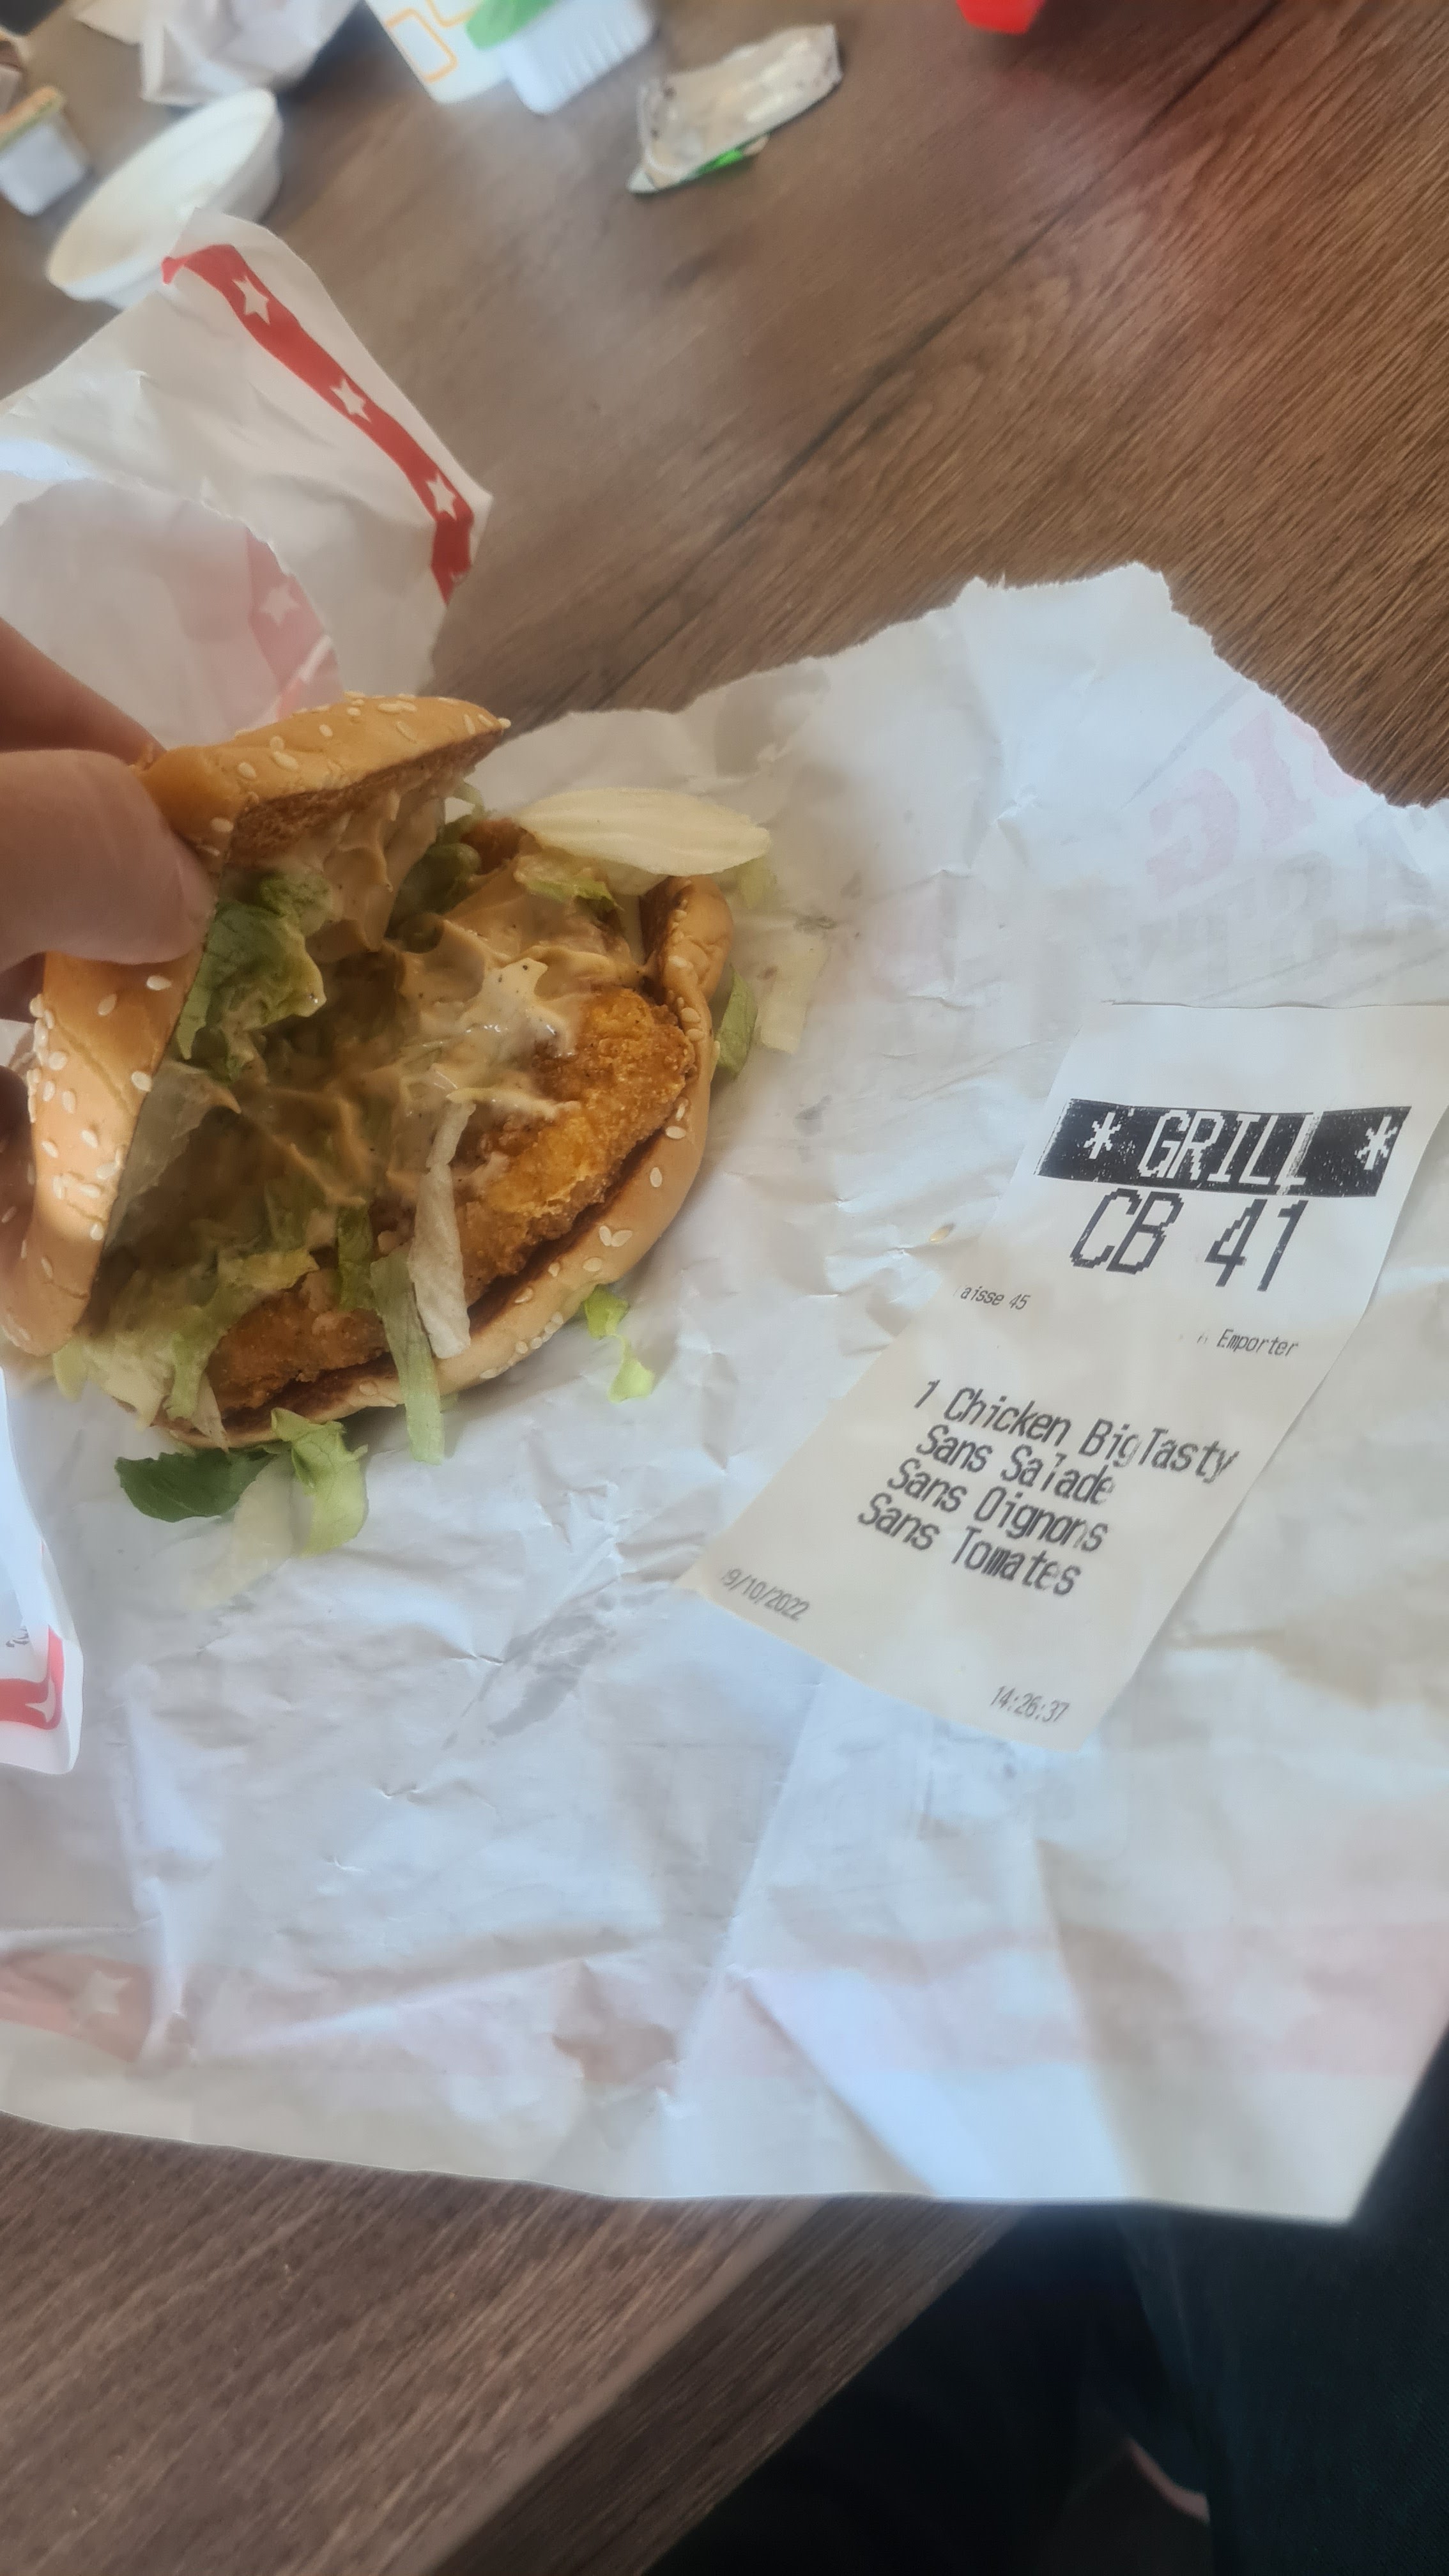 * GRILL *
CB 41
aisse 45
A Emporter
1 Chicken BigTasty
Sans Salade
Sans Oignons
Sans Tomates
9/10/2022
14:26:37